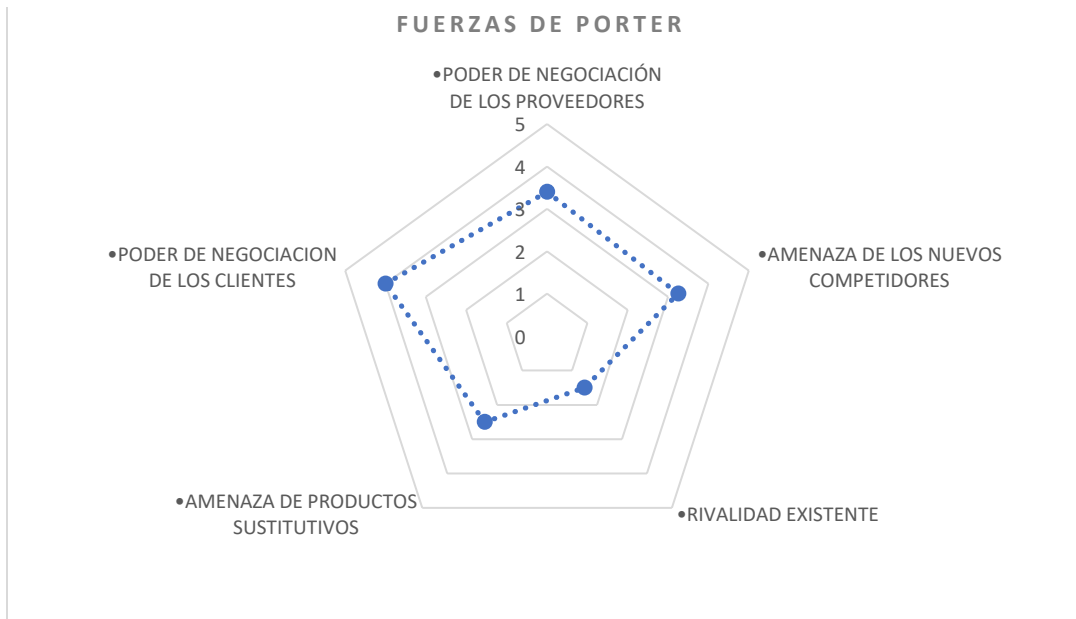 FUERZAS DE PORTER
•PODER DE NEGOCIACIÓN
DE LOS PROVEEDORES
5
4
3
2
1
0
•AMENAZA DE LOS NUEVOS
COMPETIDORES
•RIVALIDAD EXISTENTE
•AMENAZA DE PRODUCTOS
SUSTITUTIVOS
•PODER DE NEGOCIACION
DE LOS CLIENTES